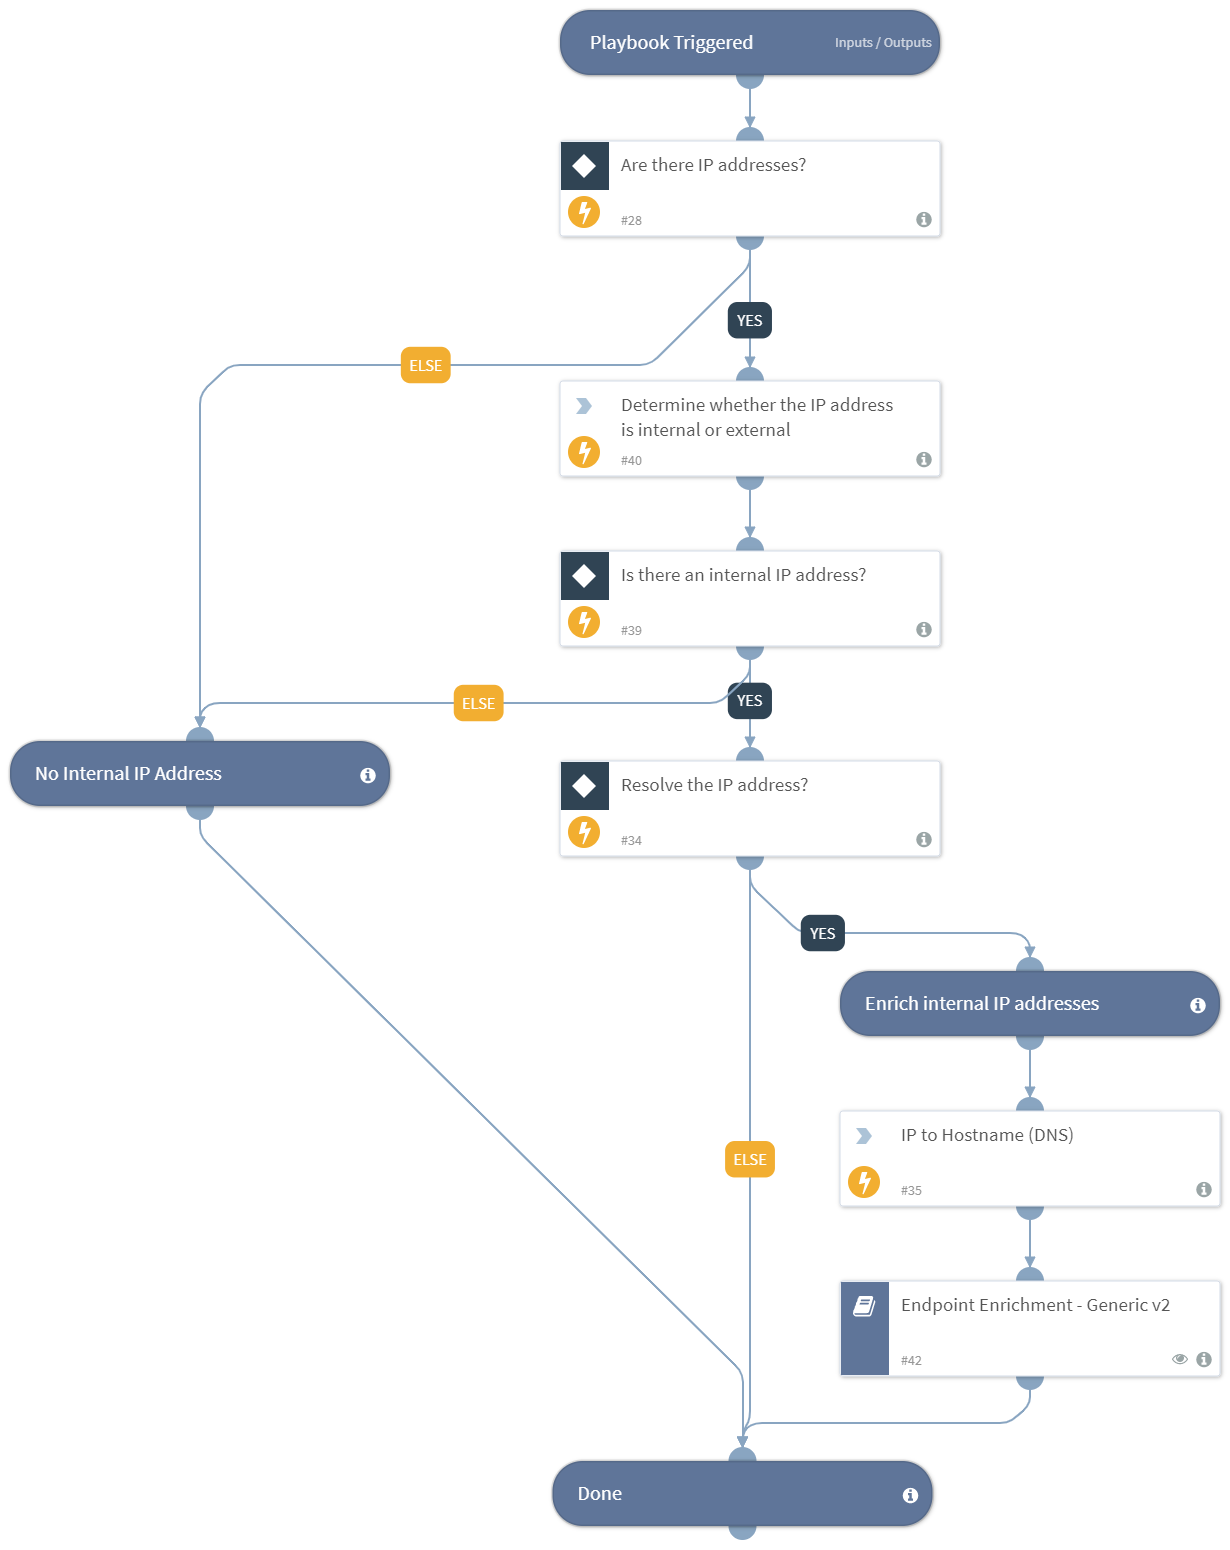 Playbook Triggered
Inputs / Outputs
Are there IP addresses?
#28
YES
ELSE
Determine whether the IP address
is internal or external
#40
Is there an internal IP address?
#39
ELSE
YES
No Internal IP Address
Resolve the IP address?
#34
YES
Enrich internal IP addresses
IP to Hostname (DNS)
ELSE
#35
Endpoint Enrichment - Generic v2
#42
Done